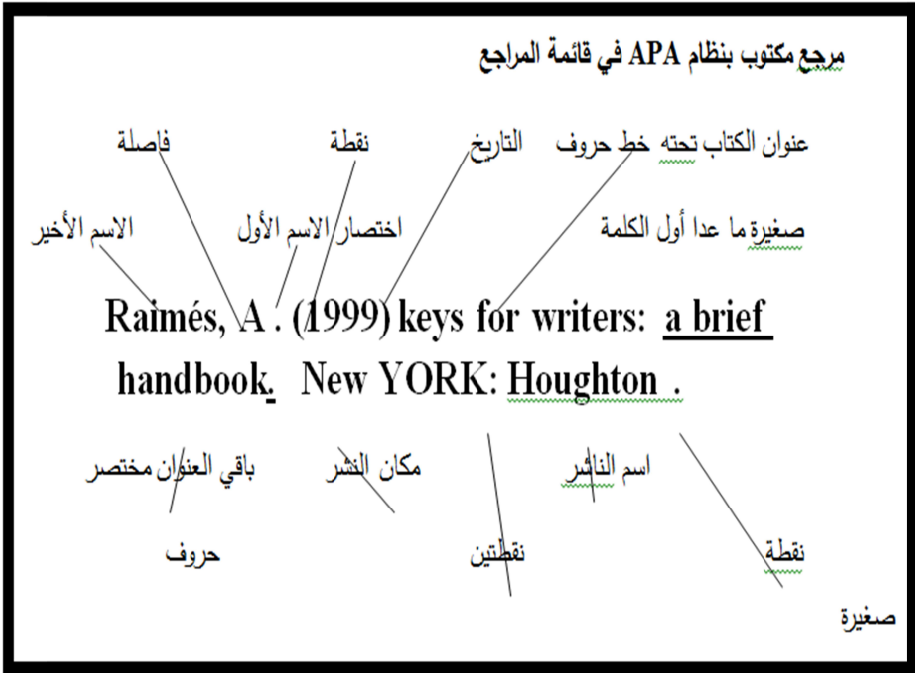 مرجع مكتوب بنظام APA في قائمة المراجع
عنوان الكتاب تحته خط حروف التاريخ نقطة فاصلة
صغيرة ما عدا أول الكلمة اختصار الاسم الأول الاسم الأخير
Raimés, A . (1999) keys for writers: a brief
handbook. New YORK: Houghton .
اسم الناشر مكان النشر باقي العنوان مختصر
نقطة نقطتين حروف
صغيرة